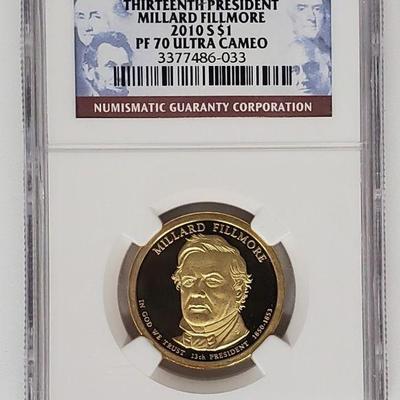 THIRTEENTH PRESIDENT
MILLARD FILLMORE
2010 S $1
PF 70 ULTRA CAMEO
3377486-033
NUMISMATIC GUARANTY CORPORATION
MILLARD FILLMORE
IN GOD WE TRUST 13th PRESIDENT 1850-1853